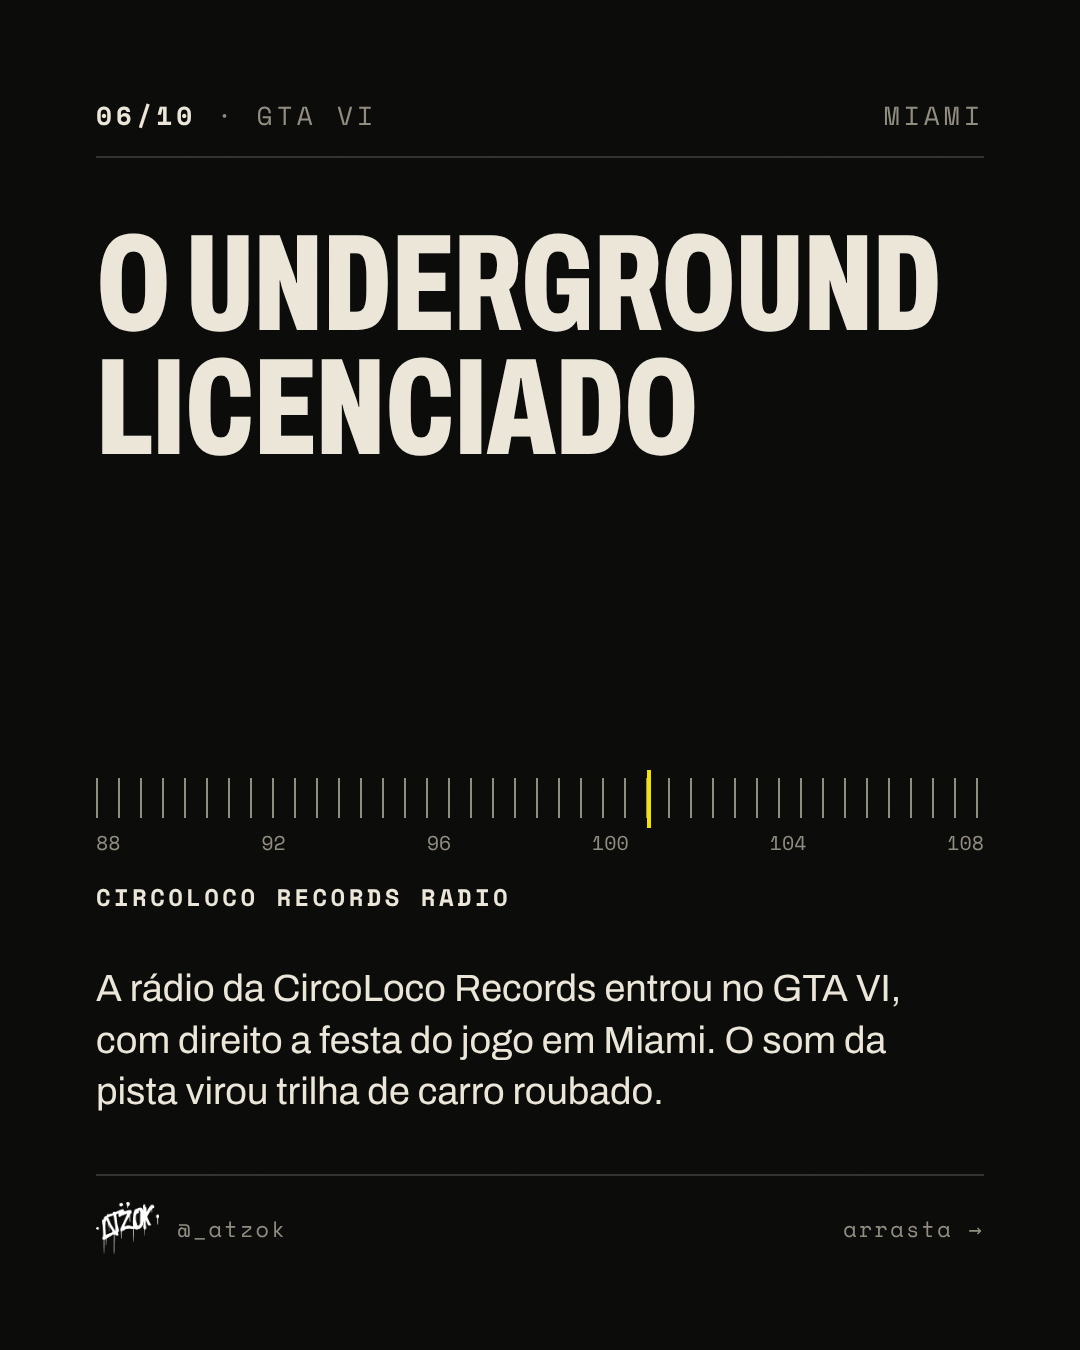 06/10 · GTA VI
MIAMI
O UNDERGROUND
LICENCIADO
88 92 96 100 104 108
CIRCOLOCO RECORDS RADIO
A rádio da CircoLoco Records entrou no GTA VI,
com direito a festa do jogo em Miami. O som da
pista virou trilha de carro roubado.
ATZOK
@_atzok
arrasta →